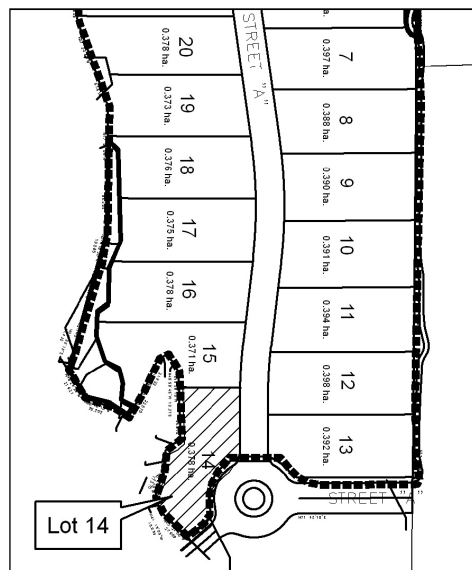 STREET "A"
20
0.378 ha.
19
0.373 ha.
18
0.376 ha.
17
0.375 ha.
16
0.378 ha.
15
0.371 ha.
14
0.378 ha.
7
0.397 ha.
8
0.388 ha.
9
0.390 ha.
10
0.391 ha.
11
0.394 ha.
12
0.398 ha.
13
0.392 ha.
STREET "A"
Lot 14